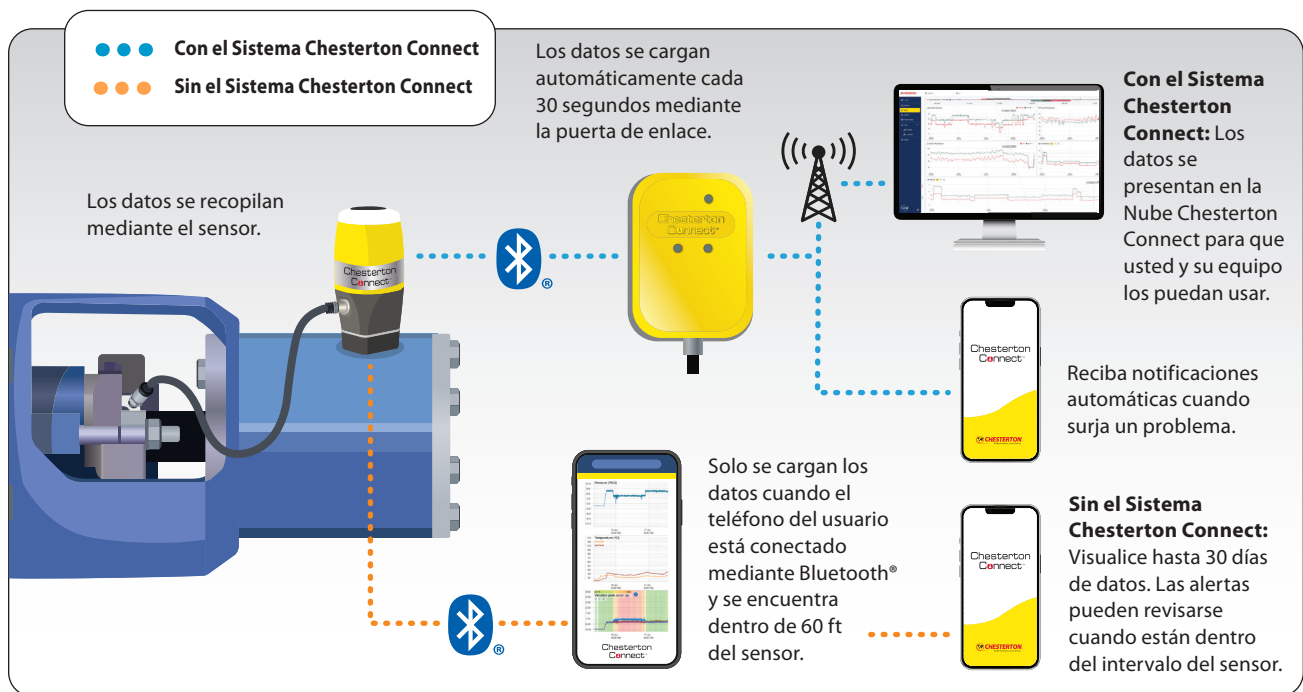 Con el Sistema Chesterton Connect
Sin el Sistema Chesterton Connect
Los datos se recopilan
mediante el sensor.
Chesterton
Connect
Los datos se cargan
automáticamente cada
30 segundos mediante
la puerta de enlace.
®
Chesterton
Connect
Con el Sistema
Chesterton
Connect: Los
datos se
presentan en la
Nube Chesterton
Connect para que
usted y su equipo
los puedan usar.
Chesterton
Connect
CHESTERTON
Reciba notificaciones
automáticas cuando
surja un problema.
®
Chesterton
Connect
Solo se cargan los
datos cuando el
teléfono del usuario
está conectado
mediante Bluetooth®
y se encuentra
dentro de 60 ft
del sensor.
Chesterton
Connect
CHESTERTON
Sin el Sistema
Chesterton Connect:
Visualice hasta 30 días
de datos. Las alertas
pueden revisarse
cuando están dentro
del intervalo del sensor.